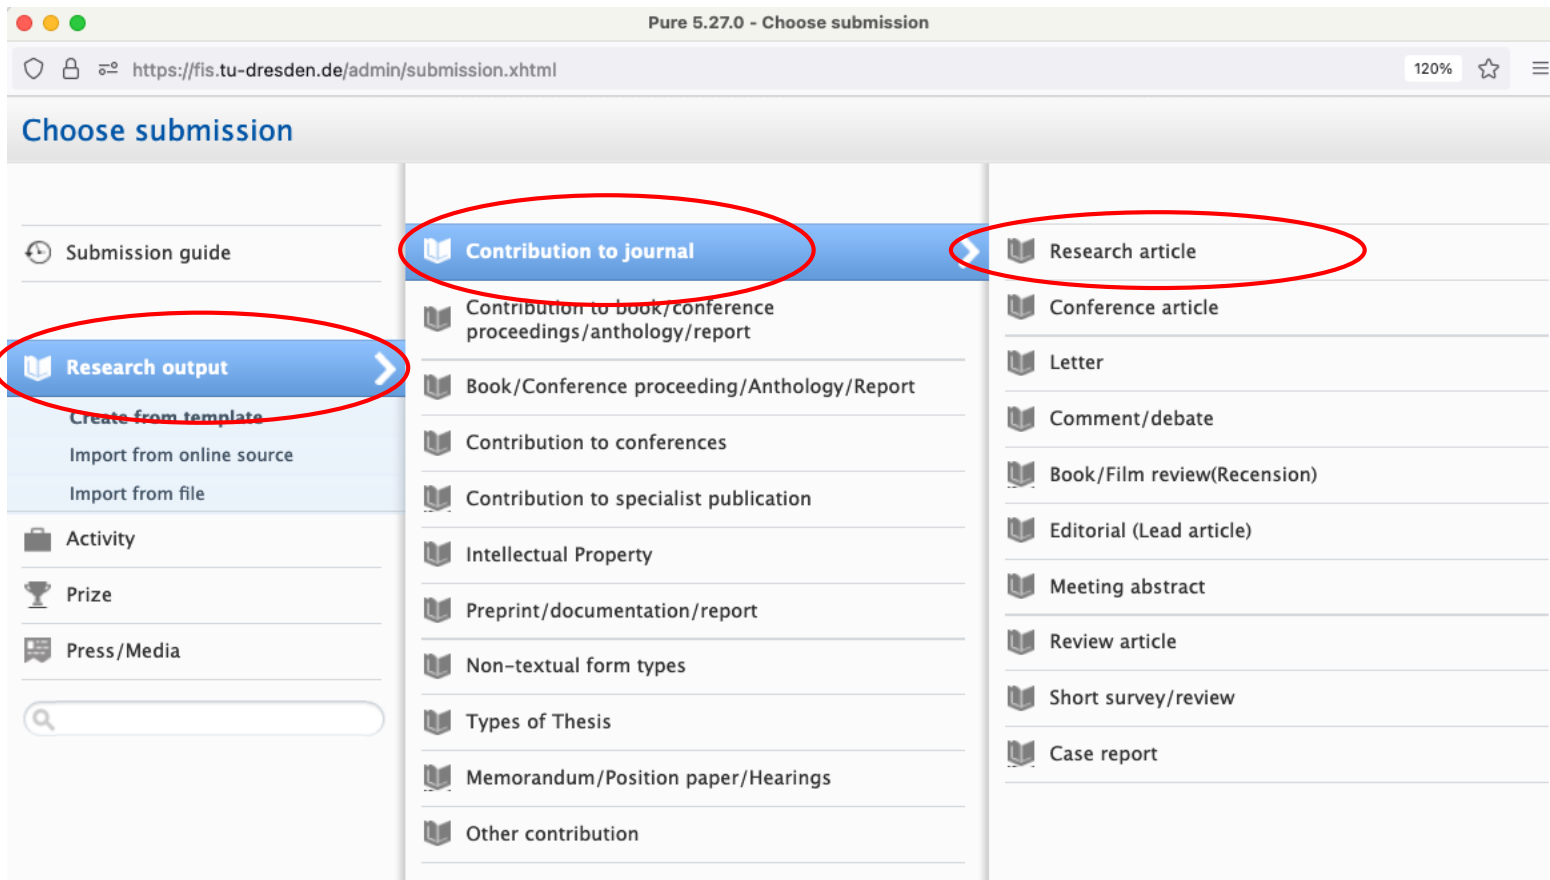 Pure 5.27.0 - Choose submission
https://fis.tu-dresden.de/admin/submission.xhtml
120%
Choose submission
Submission guide
Research output
Create from template
Import from online source
Import from file
Activity
Prize
Press/Media
Contribution to journal
Contribution to book/conference
proceedings/anthology/report
Book/Conference proceeding/Anthology/Report
Contribution to conferences
Contribution to specialist publication
Intellectual Property
Preprint/documentation/report
Non-textual form types
Types of Thesis
Memorandum/Position paper/Hearings
Other contribution
Research article
Conference article
Letter
Comment/debate
Book/Film review(Recension)
Editorial (Lead article)
Meeting abstract
Review article
Short survey/review
Case report